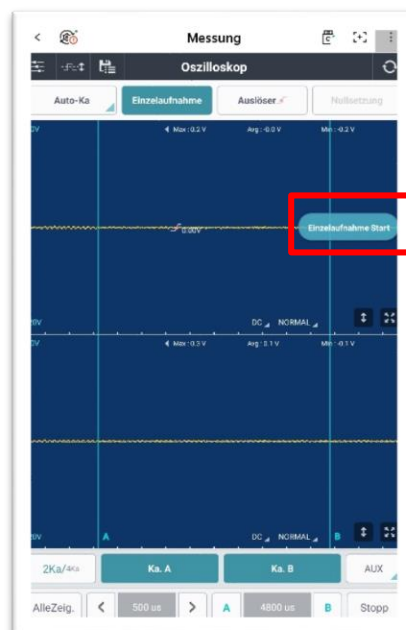 Messung
Oszilloskop
Auto-Ka Einzelaufnahme Auslöser Nullsetzung
Max : 0.2 V Avg : -0.0 V Min : -0.2 V
0.00V
Einzelaufnahme Start
DC NORMAL
Max : 0.3 V Avg : 0.1 V Min : -0.1 V
A DC NORMAL B
2Ka/4Ka Ka. A Ka. B AUX
AlleZeig. < 500 us > A 4800 us B Stopp